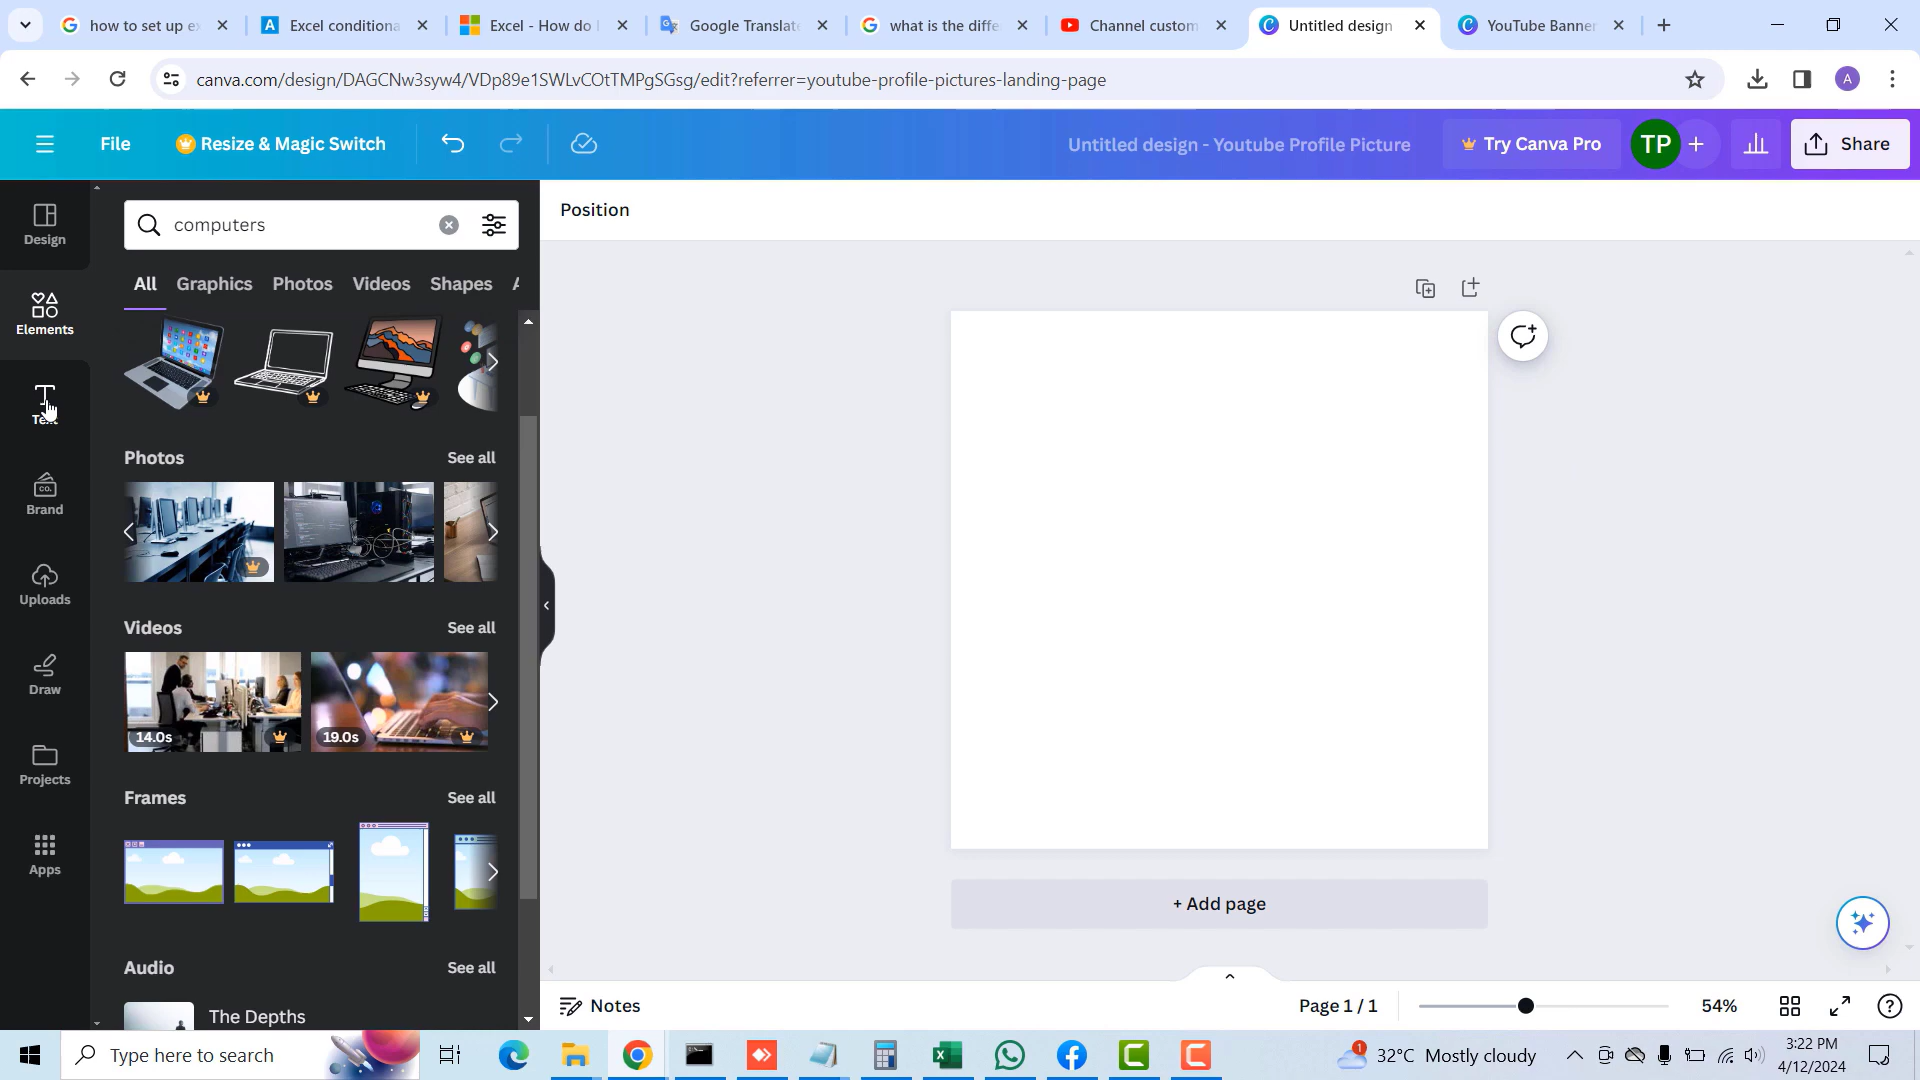 how to set up e
Excel conditiona
Excel - How do I
Google Translate
what is the diffe
Channel custom
Untitled design
YouTube Banner
canva.com/design/DAGCNw3syw4/VDp89e1SWLvCOtTMPgSGsg/edit?referrer=youtube-profile-pictures-landing-page
A
File
Resize & Magic Switch
Untitled design - Youtube Profile Picture
Try Canva Pro
TP
Share
Design
Elements
Text
Brand
Uploads
Draw
Projects
Apps
computers
All Graphics Photos Videos Shapes
Photos See all
Videos See all
14.0s
19.0s
Frames See all
Audio See all
The Depths
Position
+ Add page
Notes
Page 1 / 1
54%
Type here to search
1
32°C Mostly cloudy
3:22 PM
4/12/2024